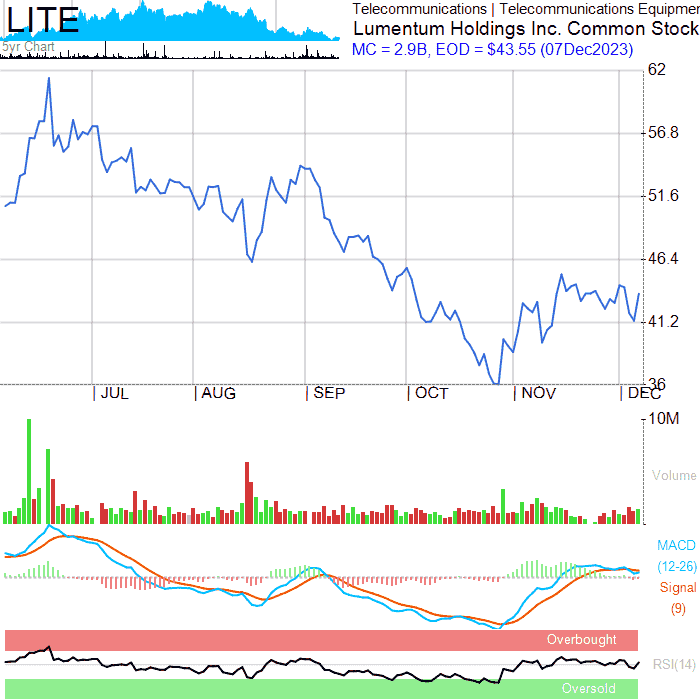 LITE
5yr Chart
Telecommunications | Telecommunications Equipmen
Lumentum Holdings Inc. Common Stock
MC = 2.9B, EOD = $43.55 (07Dec2023)
62
56.8
51.6
46.4
41.2
36
JUL
AUG
SEP
OCT
NOV
DEC
10M
Volume
MACD
(12-26)
Signal
(9)
Overbought
RSI(14)
Oversold